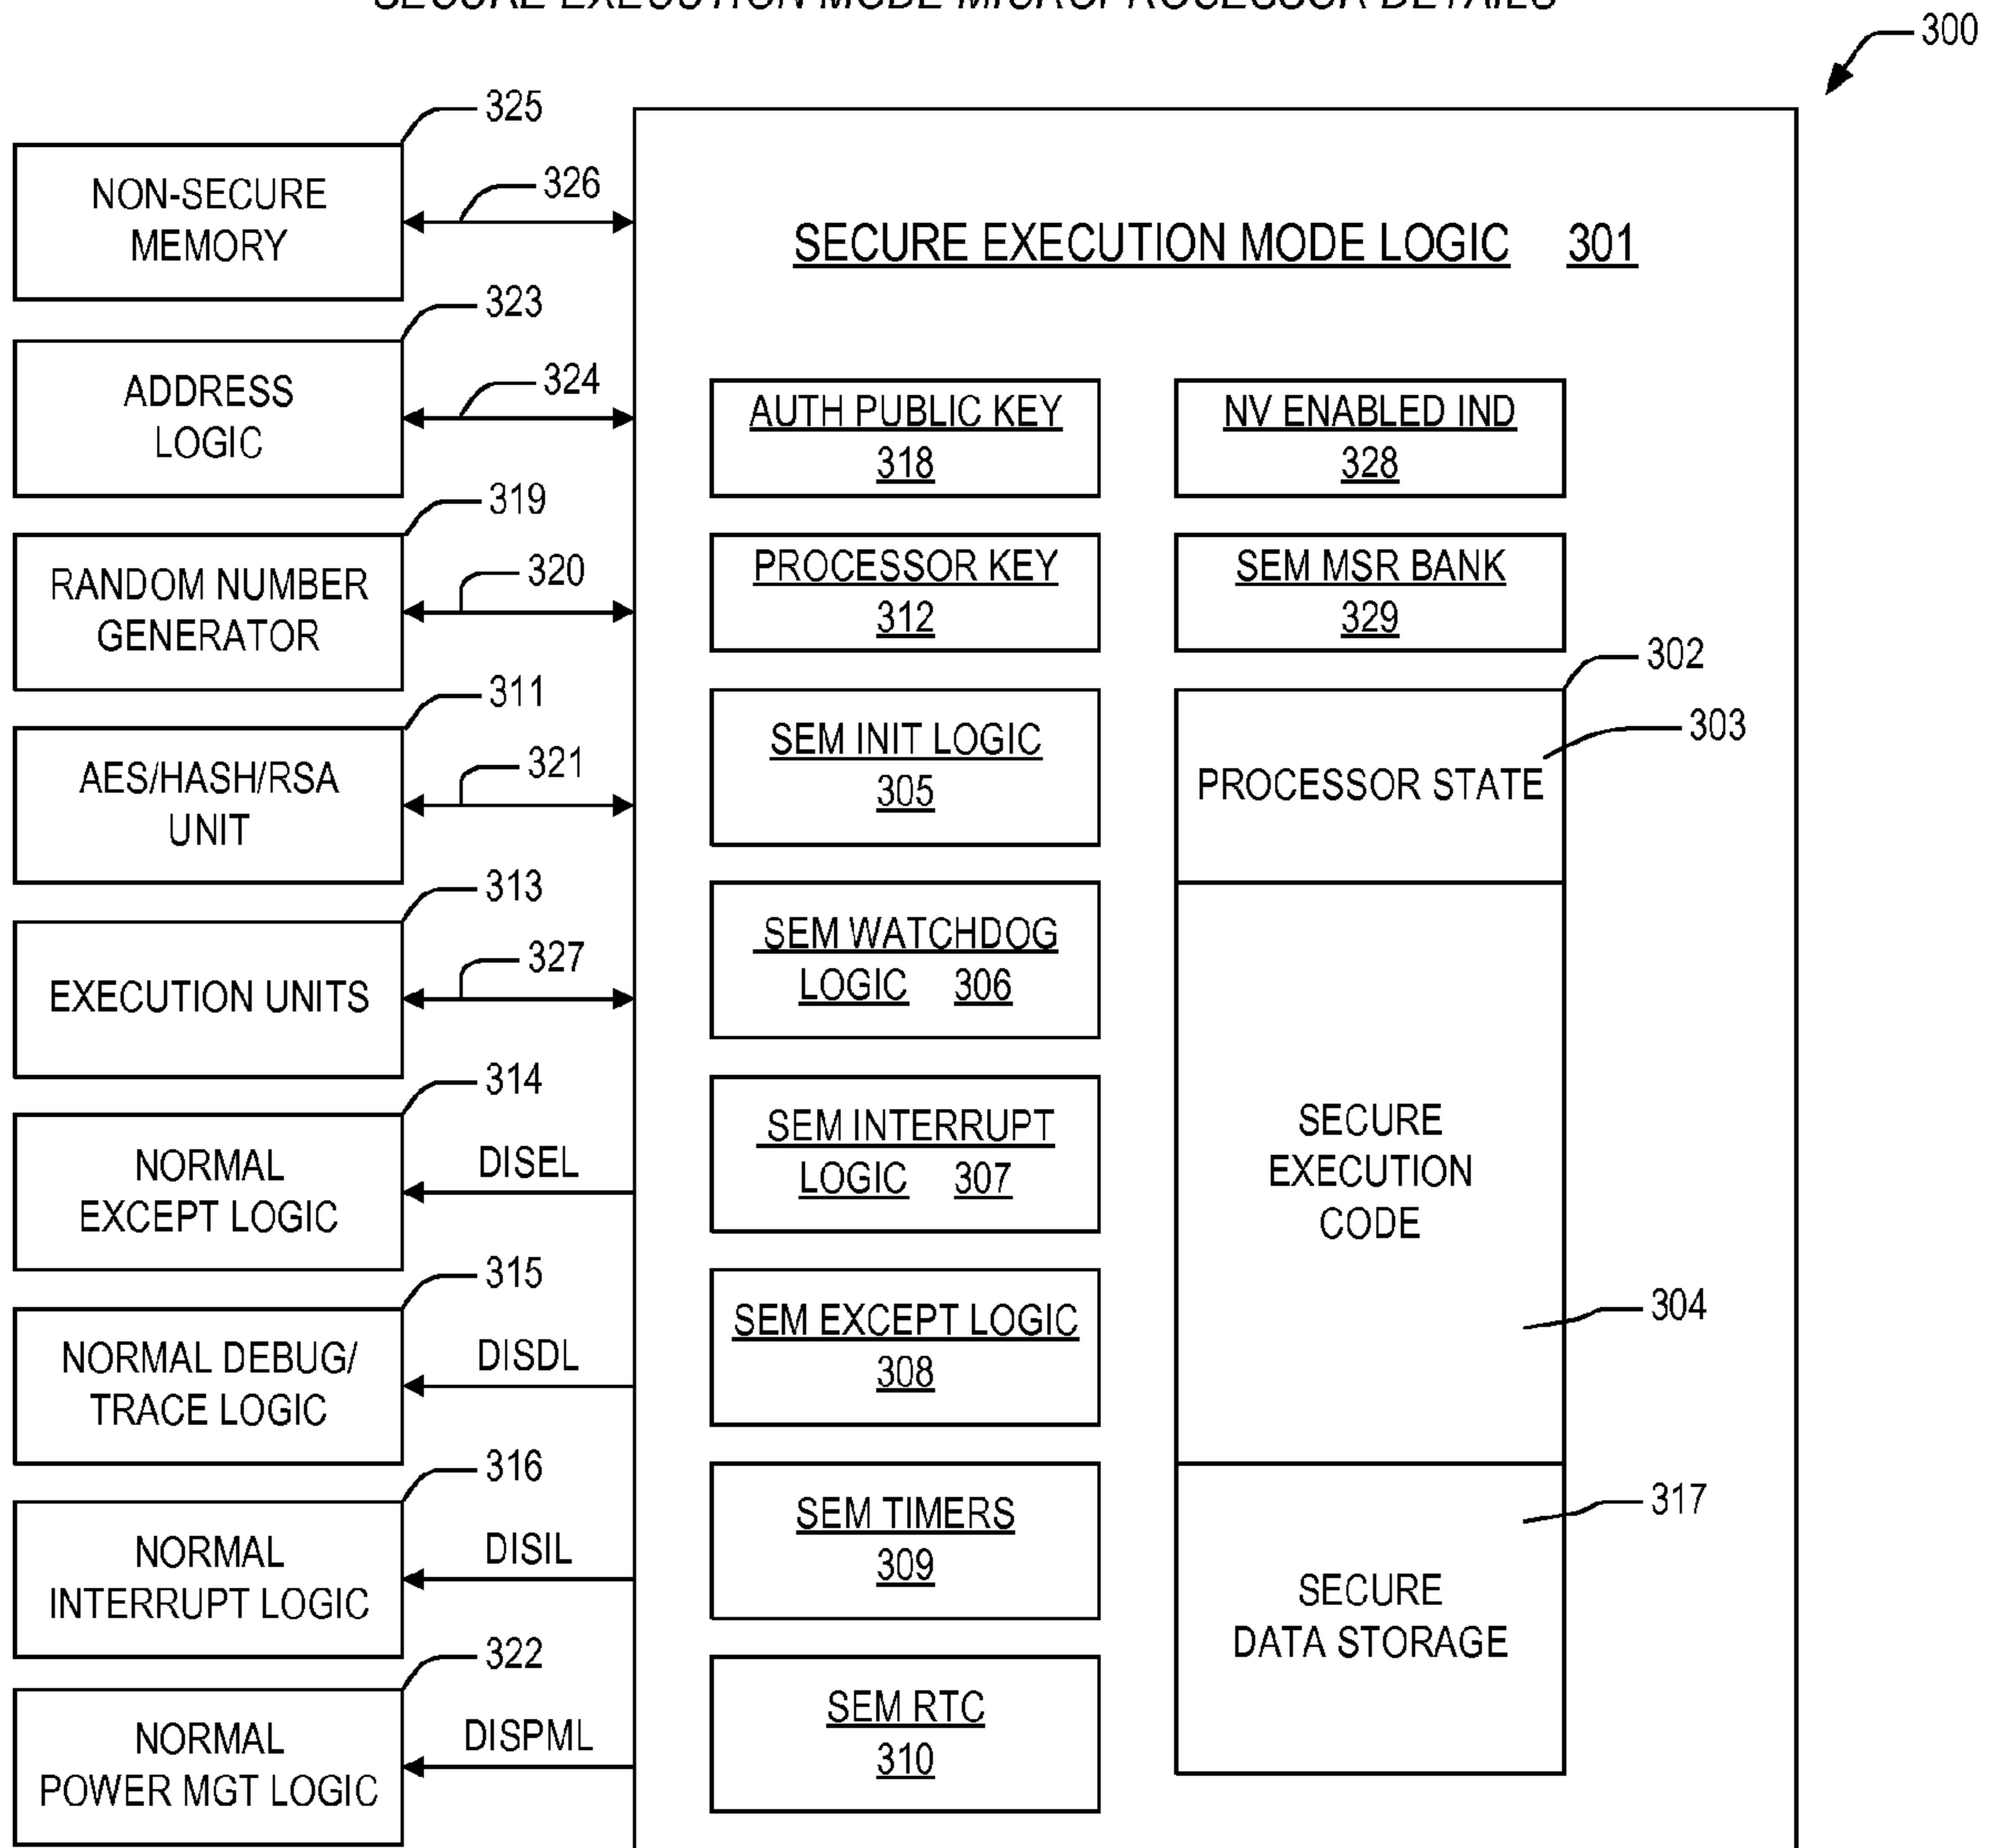 SECURE EXECUTION MODE MICROPROCESSOR DETAILS
300
325
NON-SECURE
MEMORY
326
SECURE EXECUTION MODE LOGIC 301
323
ADDRESS
LOGIC
324
AUTH PUBLIC KEY
318
NV ENABLED IND
328
319
RANDOM NUMBER
GENERATOR
320
PROCESSOR KEY
312
SEM MSR BANK
329
302
311
AES/HASH/RSA
UNIT
321
SEM INIT LOGIC
305
PROCESSOR STATE
303
313
EXECUTION UNITS
327
SEM WATCHDOG
LOGIC 306
314
NORMAL
EXCEPT LOGIC
DISEL
SEM INTERRUPT
LOGIC 307
SECURE
EXECUTION
CODE
304
315
NORMAL DEBUG/
TRACE LOGIC
DISDL
SEM EXCEPT LOGIC
308
316
NORMAL
INTERRUPT LOGIC
DISIL
SEM TIMERS
309
317
SECURE
DATA STORAGE
322
NORMAL
POWER MGT LOGIC
DISPML
SEM RTC
310